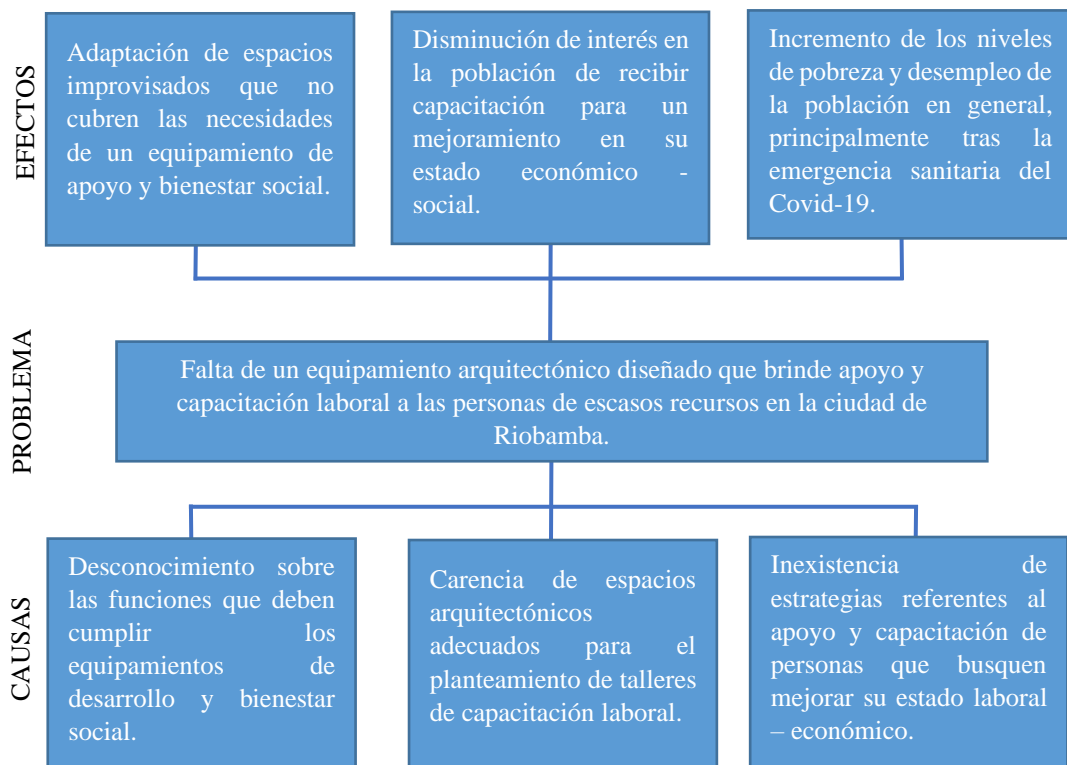 EFECTOS
Adaptación de espacios
improvisados que no
cubren las necesidades
de un equipamiento de
apoyo y bienestar social.
Disminución de interés en
la población de recibir
capacitación para un
mejoramiento en su
estado económico -
social.
Incremento de los niveles
de pobreza y desempleo de
la población en general,
principalmente tras la
emergencia sanitaria del
Covid-19.
PROBLEMA
Falta de un equipamiento arquitectónico diseñado que brinde apoyo y
capacitación laboral a las personas de escasos recursos en la ciudad de
Riobamba.
CAUSAS
Desconocimiento sobre
las funciones que deben
cumplir los
equipamientos de
desarrollo y bienestar
social.
Carencia de espacios
arquitectónicos
adecuados para el
planteamiento de talleres
de capacitación laboral.
Inexistencia de
estrategias referentes al
apoyo y capacitación de
personas que busquen
mejorar su estado laboral
– económico.